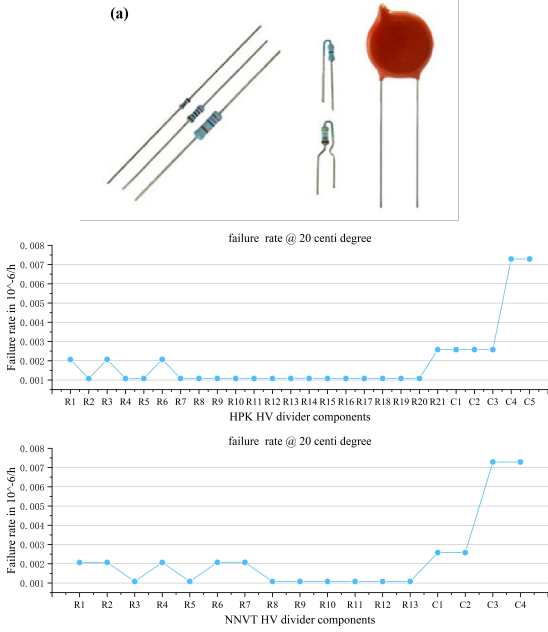 (a)
failure rate @ 20 centi degree
Failure rate in 10^-6/h
0.008
0.007
0.006
0.005
0.004
0.003
0.002
0.001
R1 R2 R3 R4 R5 R6 R7 R8 R9 R10 R11 R12 R13 R14 R15 R16 R17 R18 R19 R20 R21 C1 C2 C3 C4 C5
HPK HV divider components
failure rate @ 20 centi degree
Failure rate in 10^-6/h
0.008
0.007
0.006
0.005
0.004
0.003
0.002
0.001
R1 R2 R3 R4 R5 R6 R7 R8 R9 R10 R11 R12 R13 C1 C2 C3 C4
NNVT HV divider components